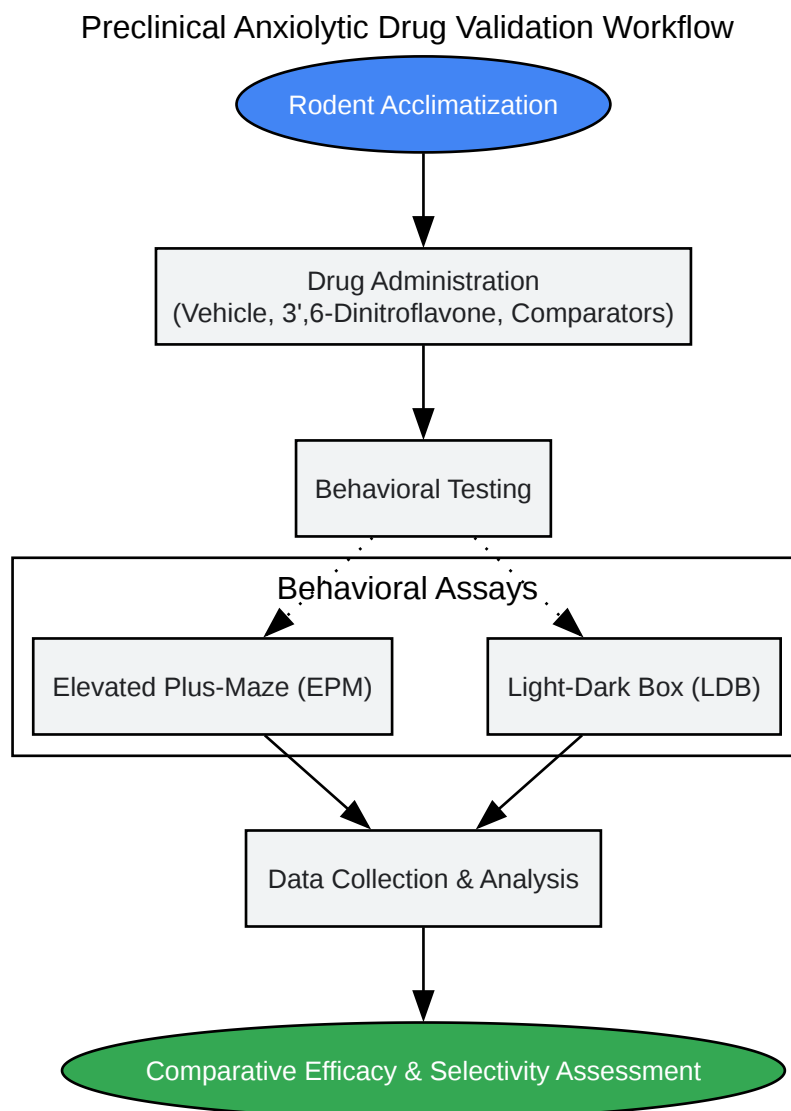 Preclinical Anxiolytic Drug Validation Workflow
Rodent Acclimatization
Drug Administration
(Vehicle, 3',6-Dinitroflavone, Comparators)
Behavioral Testing
Behavioral Assays
Elevated Plus-Maze (EPM)
Light-Dark Box (LDB)
Data Collection & Analysis
Comparative Efficacy & Selectivity Assessment